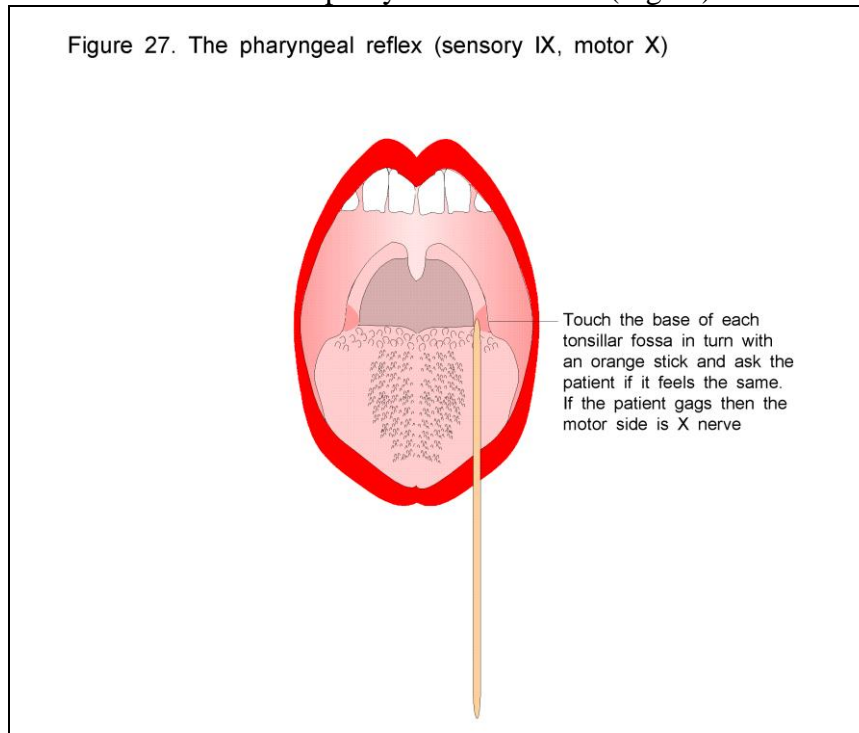 Figure 27. The pharyngeal reflex (sensory IX, motor X)
Touch the base of each
tonsillar fossa in turn with
an orange stick and ask the
patient if it feels the same.
If the patient gags then the
motor side is X nerve